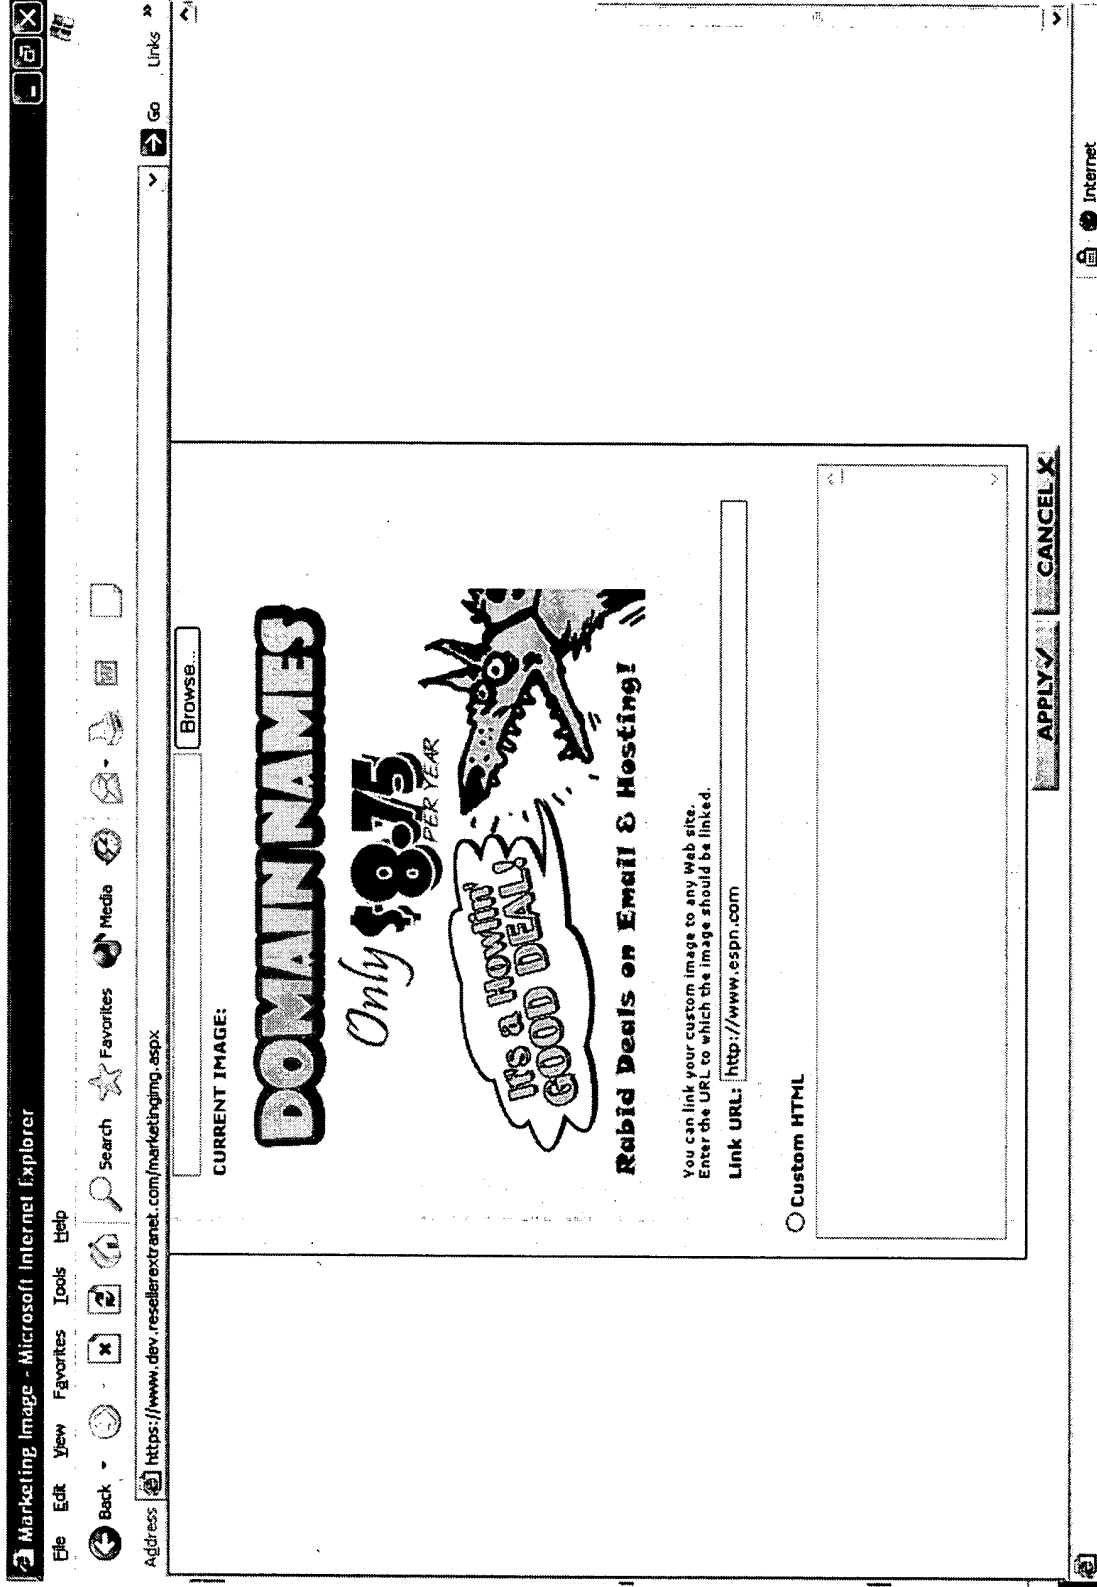 Marketing Image - Microsoft Internet Explorer
File Edit View Favorites Tools Help
Back Search Favorites Media
Address https://www.dev.resellerextranet.com/marketingimg.aspx Go Links »
Browse...
CURRENT IMAGE:
DOMAIN NAMES
Only $8.75
PER YEAR
It's a Howlin'
GOOD DEAL!
Rabid Deals on Email & Hosting!
You can link your custom image to any Web site.
Enter the URL to which the image should be linked.
Link URL: http://www.espn.com
Custom HTML
APPLY CANCEL X
Internet